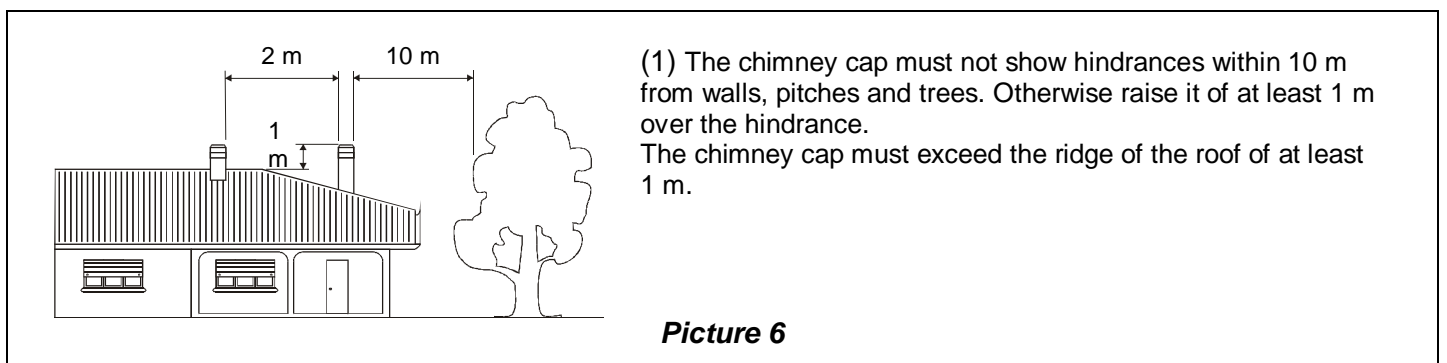 2 m
10 m
1
m
(1) The chimney cap must not show hindrances within 10 m
from walls, pitches and trees. Otherwise raise it of at least 1 m
over the hindrance.
The chimney cap must exceed the ridge of the roof of at least
1 m.
Picture 6